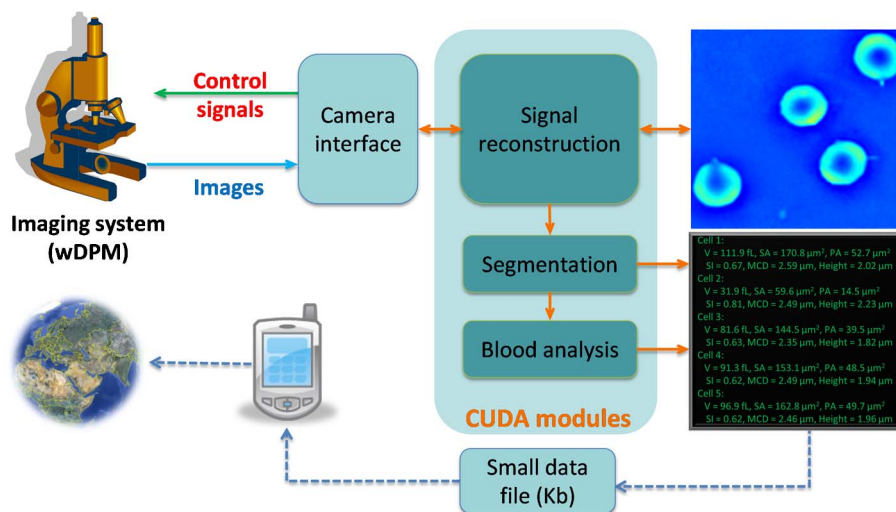 Control
signals
Images
Imaging system
(wDPM)
Camera
interface
Signal
reconstruction
Segmentation
Blood analysis
CUDA modules
Cell 1:
V = 111.9 fL, SA = 170.8 µm², PA = 52.7 µm²
SI = 0.67, MCD = 2.59 µm, Height = 2.02 µm
Cell 2:
V = 31.9 fL, SA = 59.6 µm², PA = 14.5 µm²
SI = 0.81, MCD = 2.49 µm, Height = 2.23 µm
Cell 3:
V = 81.6 fL, SA = 144.5 µm², PA = 39.5 µm²
SI = 0.63, MCD = 2.35 µm, Height = 1.82 µm
Cell 4:
V = 91.3 fL, SA = 153.1 µm², PA = 48.5 µm²
SI = 0.62, MCD = 2.49 µm, Height = 1.94 µm
Cell 5:
V = 96.9 fL, SA = 162.8 µm², PA = 49.7 µm²
SI = 0.62, MCD = 2.46 µm, Height = 1.96 µm
Small data
file (Kb)